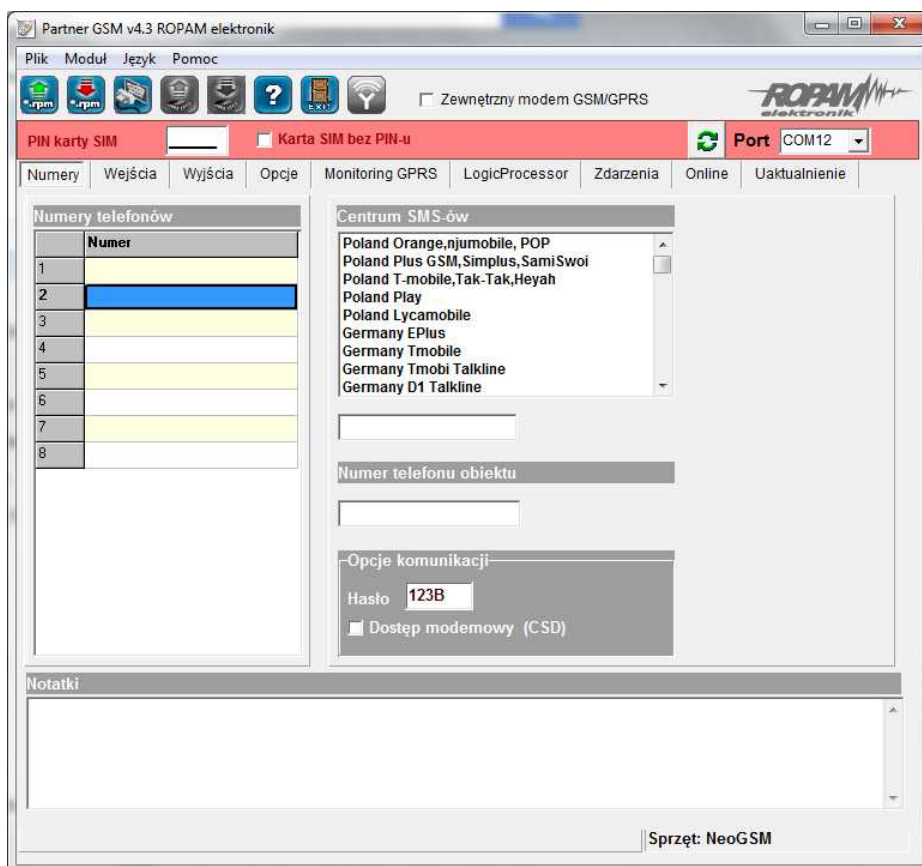 Partner GSM v4.3 ROPAM elektronik
Plik Moduł Język Pomoc
*.rpm *.rpm ? EXIT Zewnętrzny modem GSM/GPRS ROPAM elektronik
PIN karty SIM Karta SIM bez PIN-u Port COM12
Numery Wejścia Wyjścia Opcje Monitoring GPRS LogicProcessor Zdarzenia Online Uaktualnienie
Numery telefonów
Numer
1
2
3
4
5
6
7
8
Centrum SMS-ów
Poland Orange,njumobile, POP
Poland Plus GSM,Simplus,SamiSwoi
Poland T-mobile,Tak-Tak,Heyah
Poland Play
Poland Lycamobile
Germany EPlus
Germany Tmobile
Germany Tmobi Talkline
Germany D1 Talkline
Numer telefonu obiektu
Opcje komunikacji
Hasło 123B
Dostęp modemowy (CSD)
Notatki
Sprzęt: NeoGSM